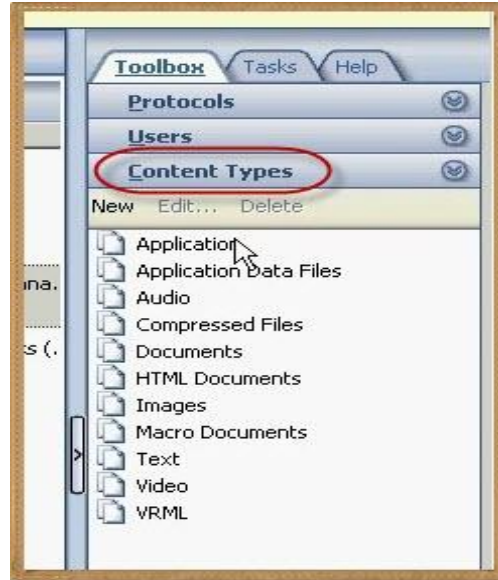 Toolbox Tasks Help
Protocols
Users
Content Types
New Edit... Delete
Application
Application Data Files
Audio
na.
Compressed Files
s (.
Documents
HTML Documents
Images
Macro Documents
Text
Video
VRML